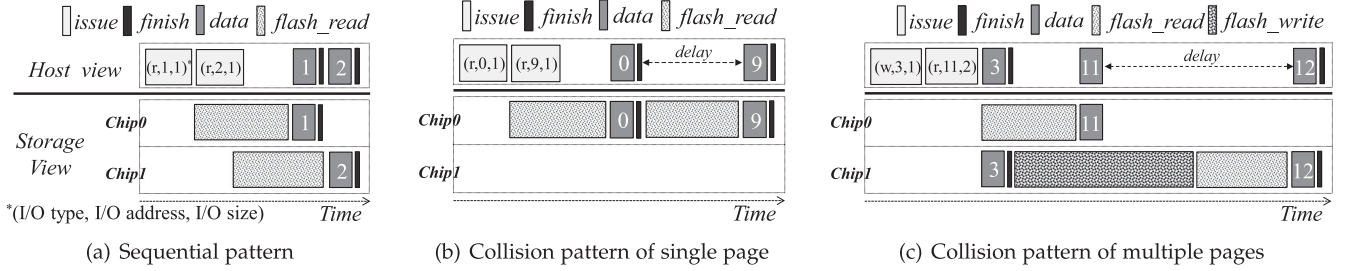 issue finish data flash_read
Host view
(r,1,1)* (r,2,1) 1 2
Storage View
Chip0 1
Chip1 2
*(I/O type, I/O address, I/O size) Time
(a) Sequential pattern
issue finish data flash_read
(r,0,1) (r,9,1) 0 delay 9
Chip0 0 9
Chip1
Time
(b) Collision pattern of single page
issue finish data flash_read flash_write
(w,3,1) (r,11,2) 3 11 delay 12
Chip0 11
Chip1 3 12
Time
(c) Collision pattern of multiple pages